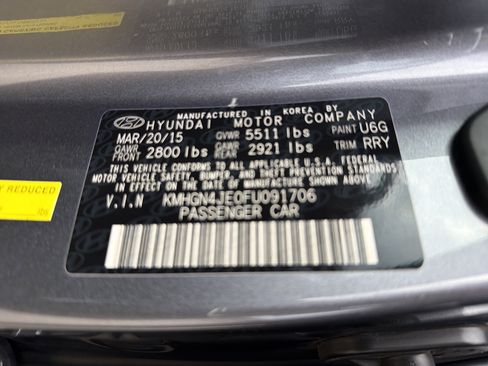 MANUFACTURED IN KOREA BY
HYUNDAI MOTOR COMPANY
MAR/20/15 GVWR 5511 lbs PAINT U6G
GAWR FRONT 2800 lbs GAWR REAR 2921 lbs TRIM RRY
THIS VEHICLE CONFORMS TO ALL APPLICABLE U.S.A. FEDERAL
MOTOR VEHICLE SAFETY, BUMPER, AND THEFT PREVENTION
STANDARDS IN EFFECT ON THE DATE OF MANUFACTURE SHOWN ABOVE.
V.I.N KMHGN4JE0FU091706
PASSENGER CAR
Y REDUCED
lbs